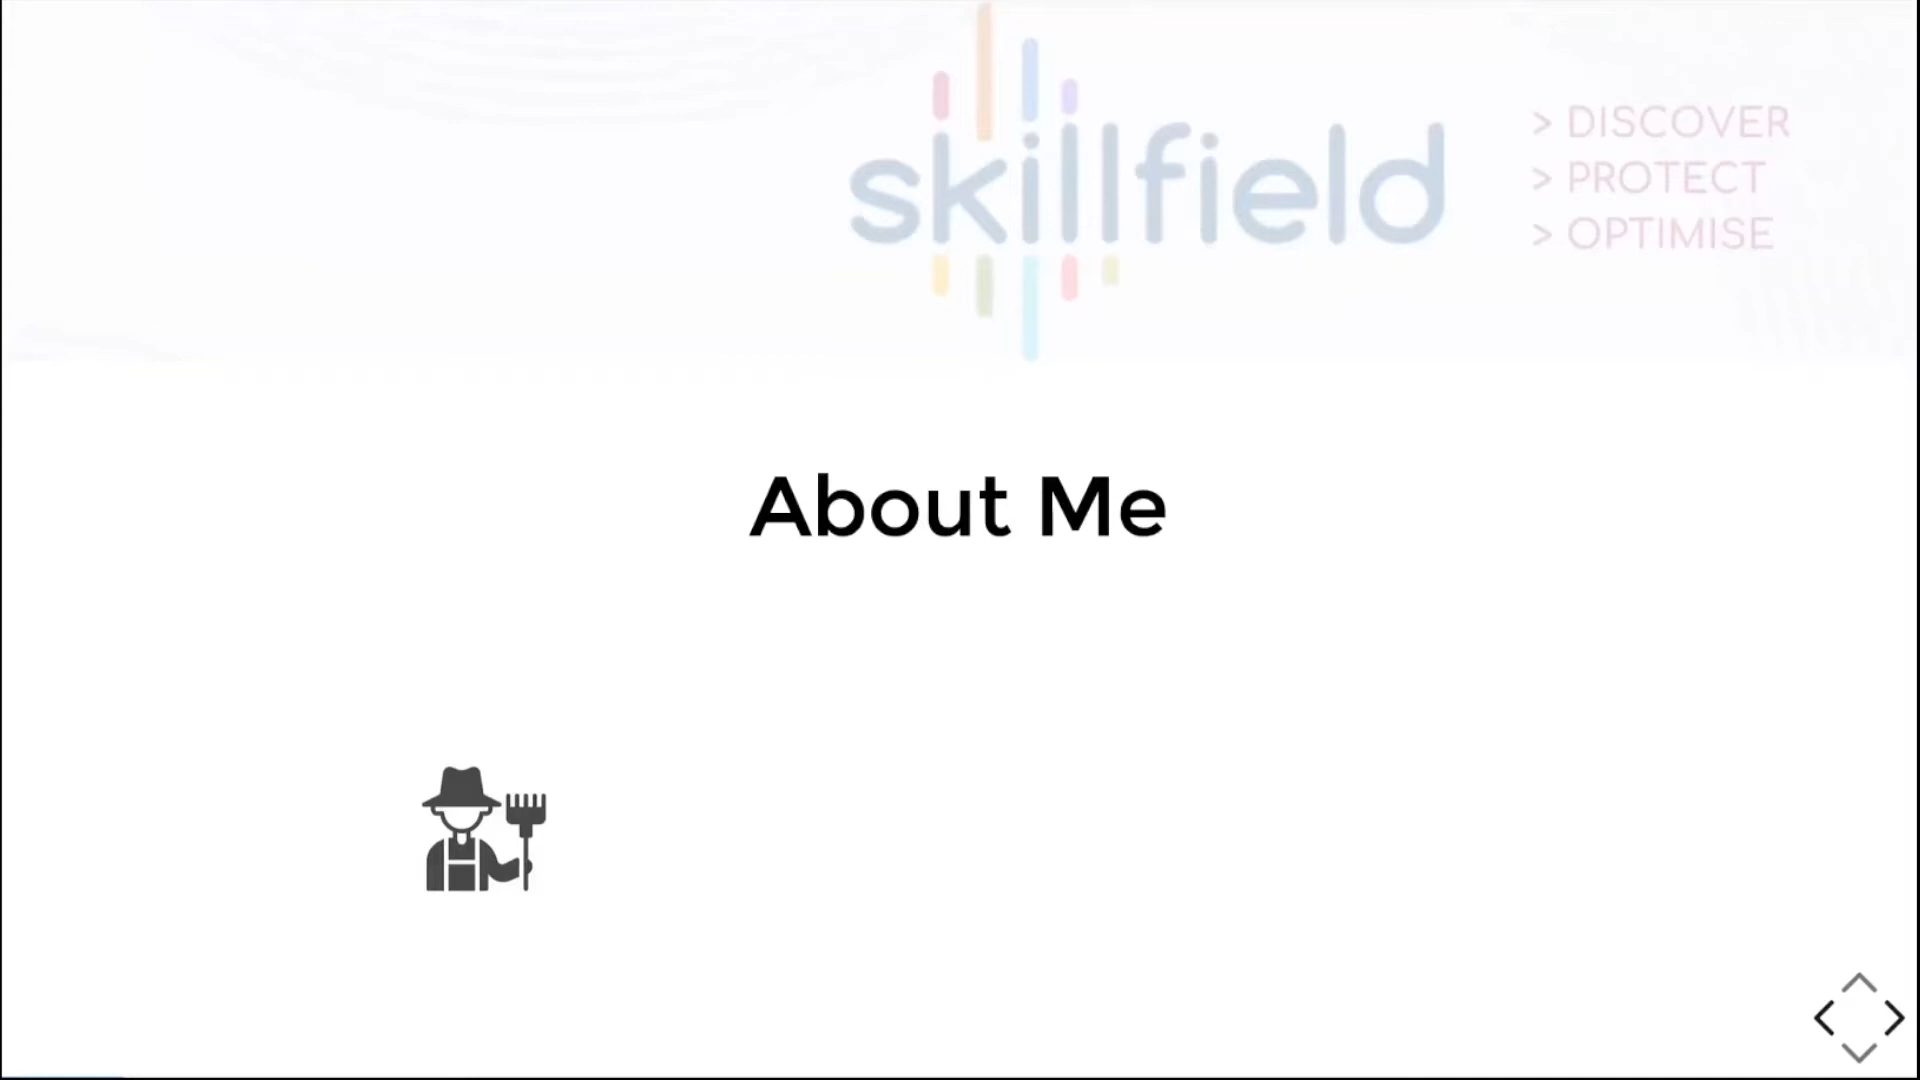 skillfield
> DISCOVER
> PROTECT
> OPTIMISE
About Me